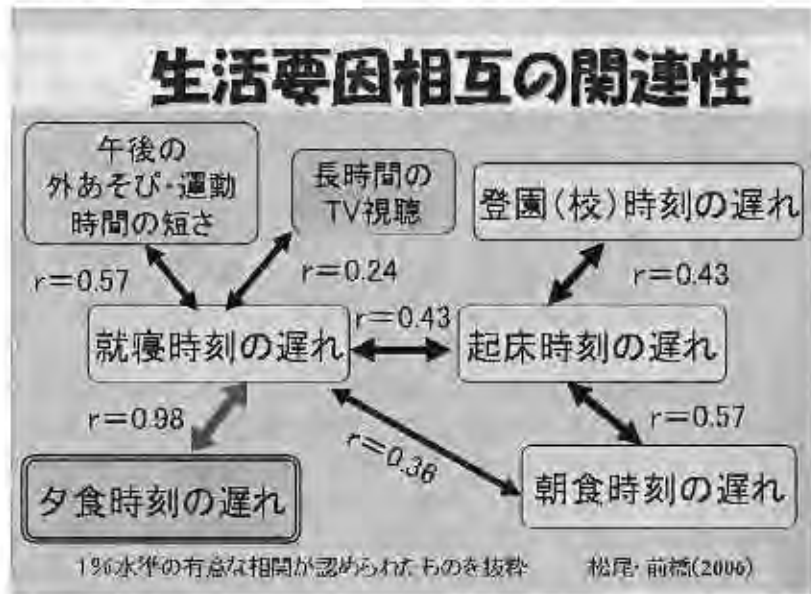 生活要因相互の関連性
午後の
外あそび・運動
時間の短さ
長時間の
TV視聴
登園(校)時刻の遅れ
r=0.57
r=0.24
r=0.43
r=0.43
就寝時刻の遅れ
起床時刻の遅れ
r=0.98
r=0.36
r=0.57
夕食時刻の遅れ
朝食時刻の遅れ
1%水準の有意な相関が認められたものを抜粋
松尾・前橋(2006)